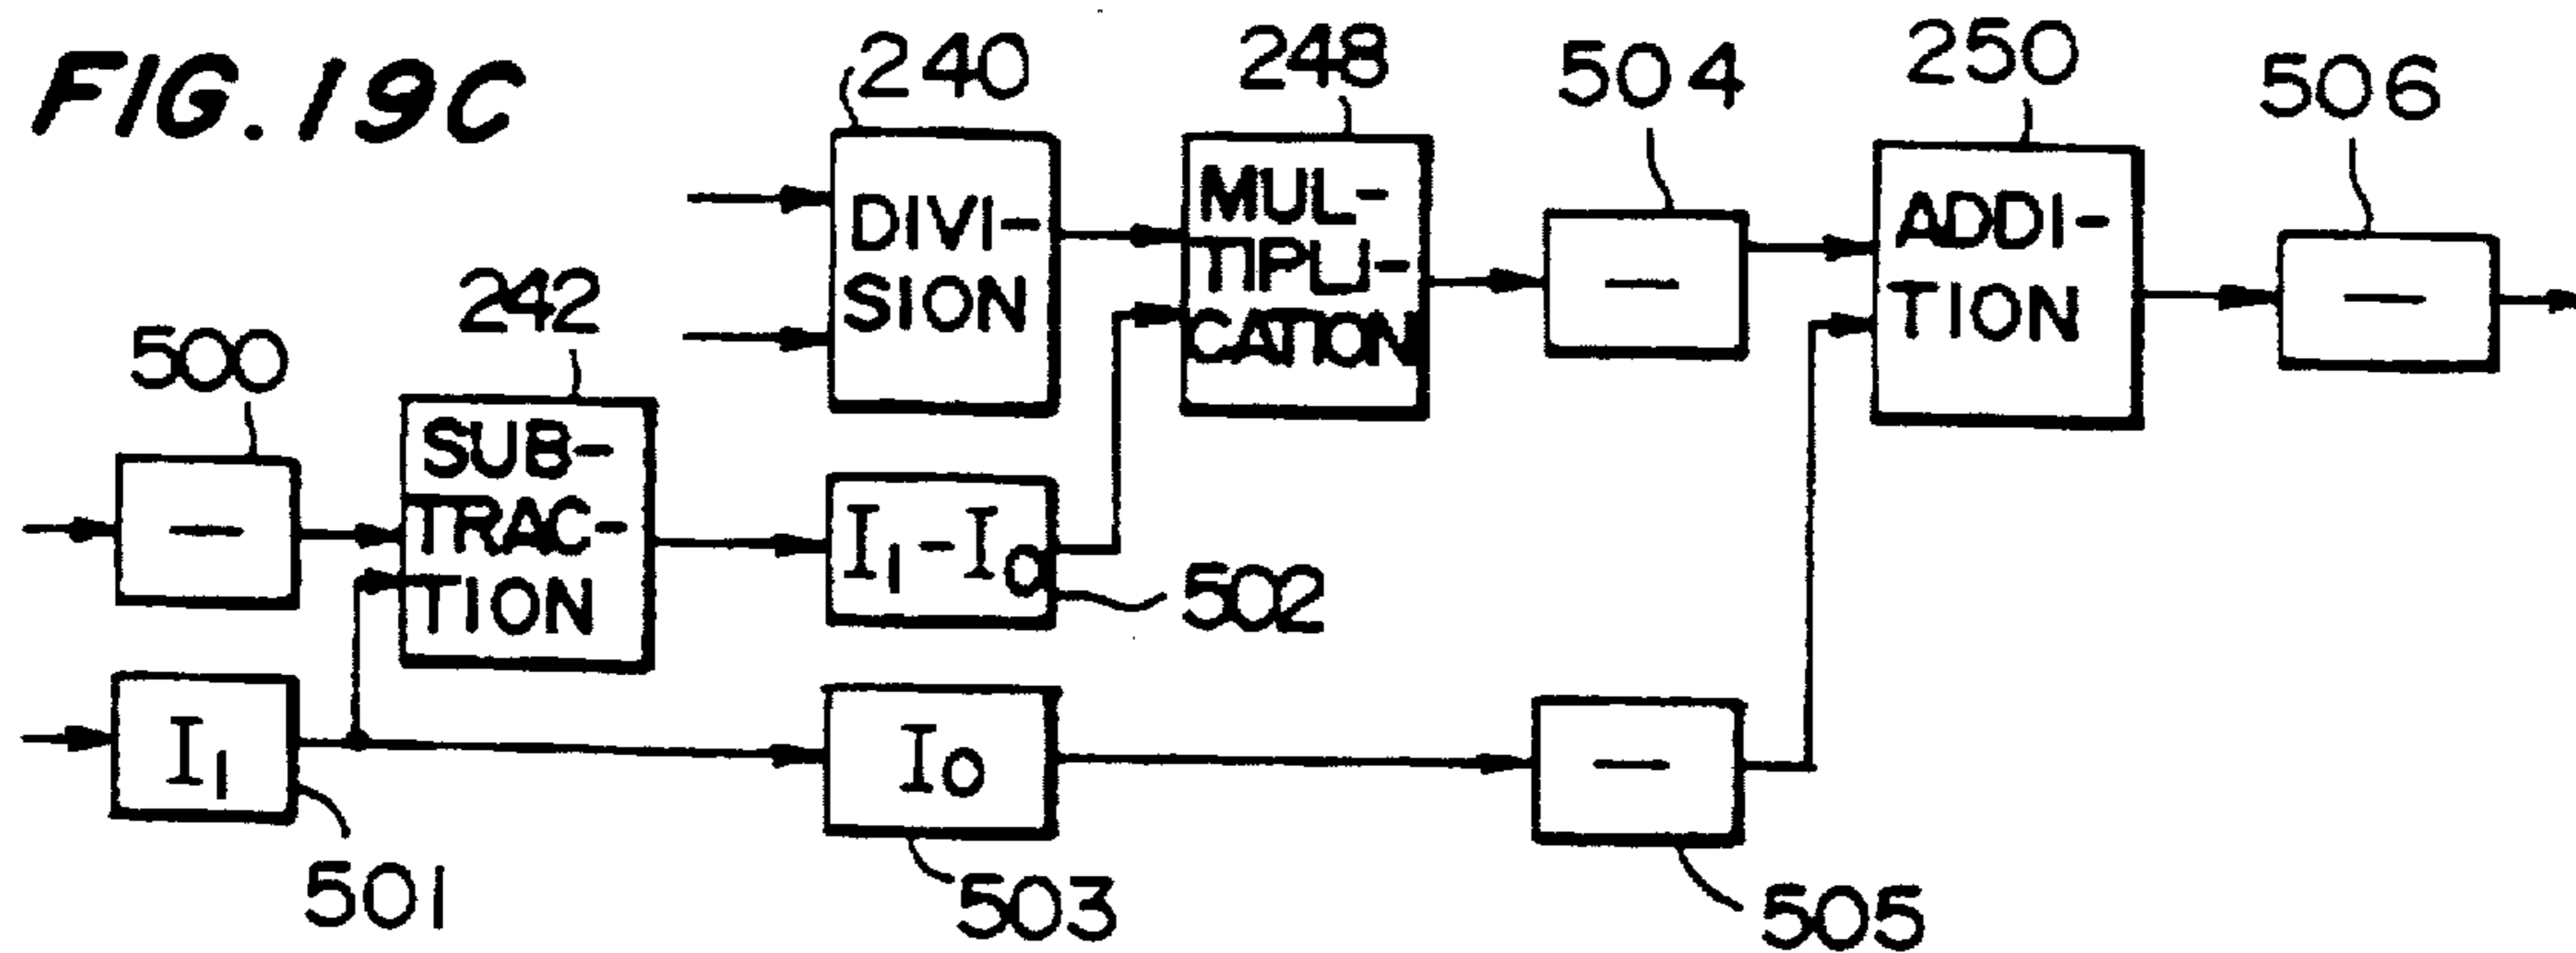 FIG. 19C
240
248
504
250
506
DIVI-
SION
MUL-
TIPLI-
CATION
—
ADDI-
TION
—
500
242
—
SUB-
TRAC-
TION
I₁-I₀
502
I₁
501
I₀
503
—
505